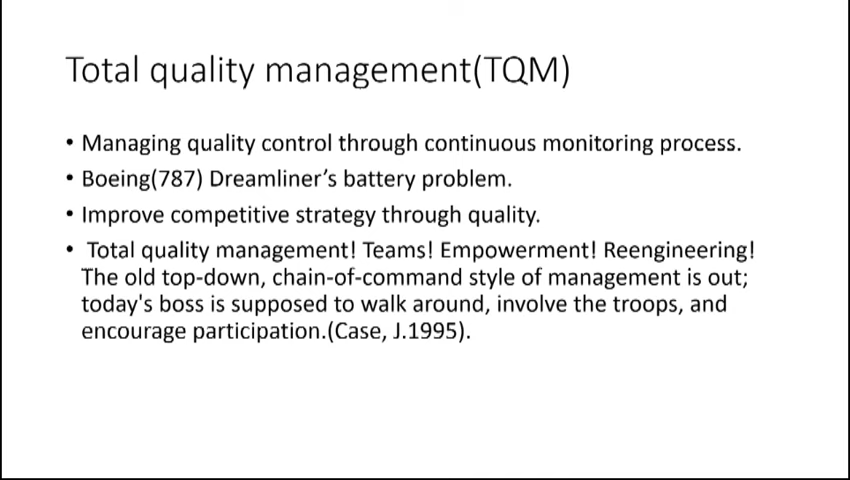 Total quality management(TQM)
• Managing quality control through continuous monitoring process.
• Boeing(787) Dreamliner’s battery problem.
• Improve competitive strategy through quality.
• Total quality management! Teams! Empowerment! Reengineering!
The old top-down, chain-of-command style of management is out;
today's boss is supposed to walk around, involve the troops, and
encourage participation.(Case, J.1995).